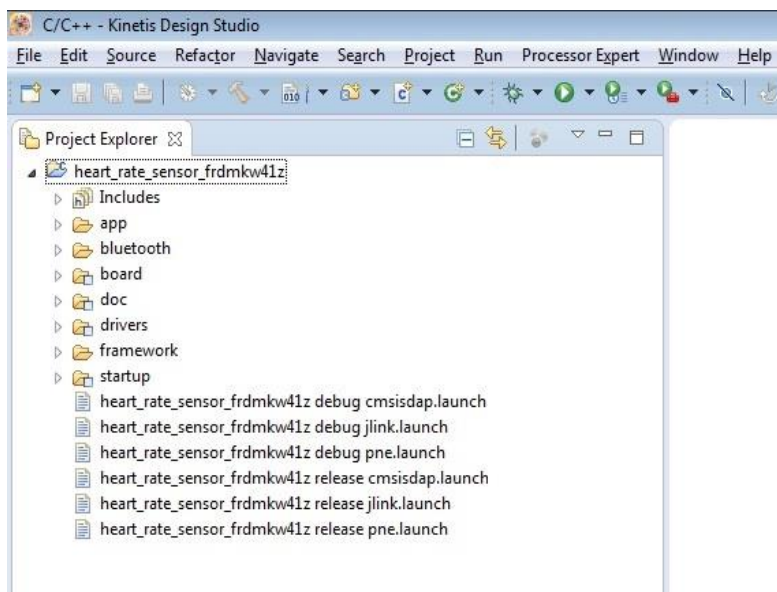 C/C++ - Kinetis Design Studio
File Edit Source Refactor Navigate Search Project Run Processor Expert Window Help
010
Project Explorer
heart_rate_sensor_frdmkw41z
Includes
app
bluetooth
board
doc
drivers
framework
startup
heart_rate_sensor_frdmkw41z debug cmsisdap.launch
heart_rate_sensor_frdmkw41z debug jlink.launch
heart_rate_sensor_frdmkw41z debug pne.launch
heart_rate_sensor_frdmkw41z release cmsisdap.launch
heart_rate_sensor_frdmkw41z release jlink.launch
heart_rate_sensor_frdmkw41z release pne.launch